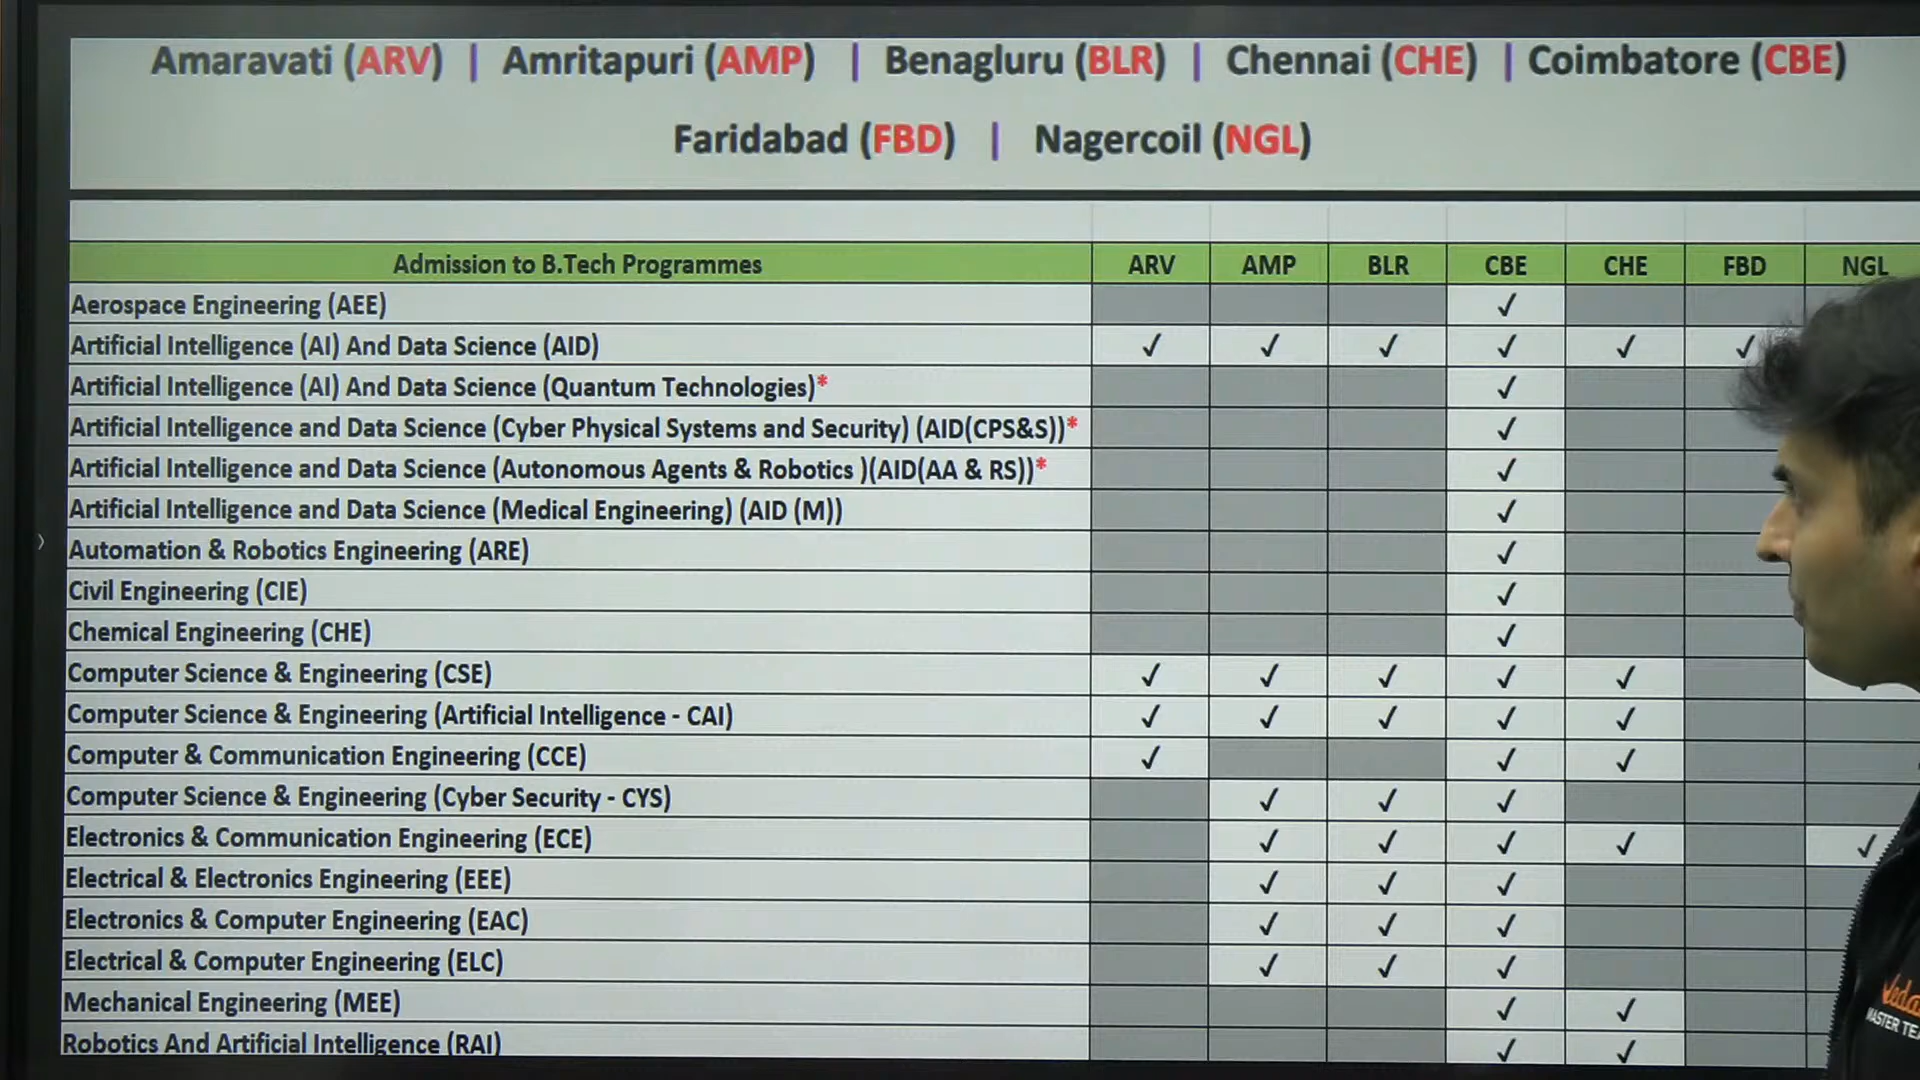 Amaravati (ARV) | Amritapuri (AMP) | Benagluru (BLR) | Chennai (CHE) | Coimbatore (CBE)
Faridabad (FBD) | Nagercoil (NGL)
Admission to B.Tech Programmes ARV AMP BLR CBE CHE FBD NGL
Aerospace Engineering (AEE) ✓
Artificial Intelligence (AI) And Data Science (AID) ✓ ✓ ✓ ✓ ✓ ✓
Artificial Intelligence (AI) And Data Science (Quantum Technologies)* ✓
Artificial Intelligence and Data Science (Cyber Physical Systems and Security) (AID(CPS&S))* ✓
Artificial Intelligence and Data Science (Autonomous Agents & Robotics )(AID(AA & RS))* ✓
Artificial Intelligence and Data Science (Medical Engineering) (AID (M)) ✓
Automation & Robotics Engineering (ARE) ✓
Civil Engineering (CIE) ✓
Chemical Engineering (CHE) ✓
Computer Science & Engineering (CSE) ✓ ✓ ✓ ✓ ✓
Computer Science & Engineering (Artificial Intelligence - CAI) ✓ ✓ ✓ ✓ ✓
Computer & Communication Engineering (CCE) ✓ ✓ ✓
Computer Science & Engineering (Cyber Security - CYS) ✓ ✓ ✓
Electronics & Communication Engineering (ECE) ✓ ✓ ✓ ✓ ✓
Electrical & Electronics Engineering (EEE) ✓ ✓ ✓
Electronics & Computer Engineering (EAC) ✓ ✓ ✓
Electrical & Computer Engineering (ELC) ✓ ✓ ✓
Mechanical Engineering (MEE) ✓ ✓
Robotics And Artificial Intelligence (RAI) ✓ ✓
MASTER